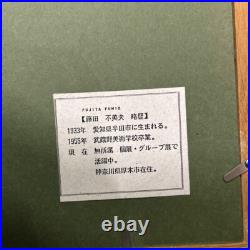 FUJITA FUMIO
【藤田 不美夫 略歴】
1933年 愛知県半田市に生まれる。
1955年 武蔵野美術学校卒業。
現在 無所属 個展・グループ展で
活躍中。
神奈川県厚木市在住。